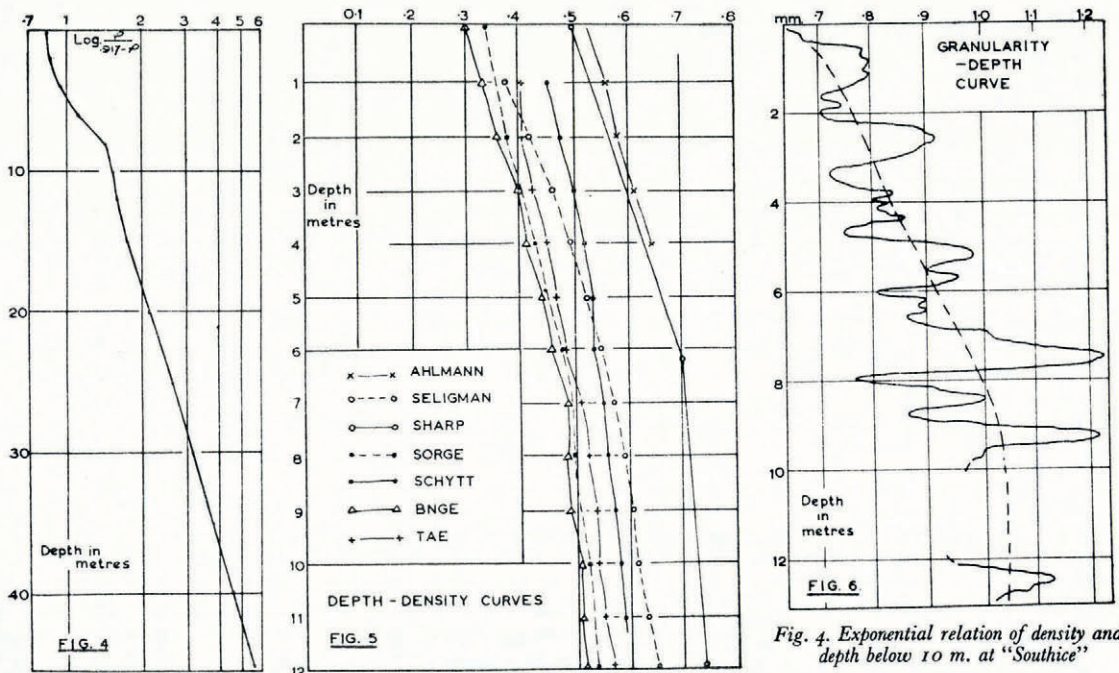 ·7 1 2 3 4 5 6
Log. ρ
·917-ρ
10
20
30
Depth in
metres
40
FIG. 4
0·1 ·2 ·3 ·4 ·5 ·6 ·7 ·8
1
2
3
Depth
in
metres
4
5
6
7
8
9
10
11
12
× — × AHLMANN
○ --- ○ SELIGMAN
○ — ○ SHARP
• --- • SORGE
• — • SCHYTT
△ — △ BNGE
+ — + TAE
DEPTH - DENSITY CURVES
FIG. 5
mm. ·7 ·8 ·9 1·0 1·1 1·2
GRANULARITY
-DEPTH
CURVE
2
4
6
8
10
Depth
in
metres
12
FIG. 6.
Fig. 4. Exponential relation of density and
depth below 10 m. at “Southice”